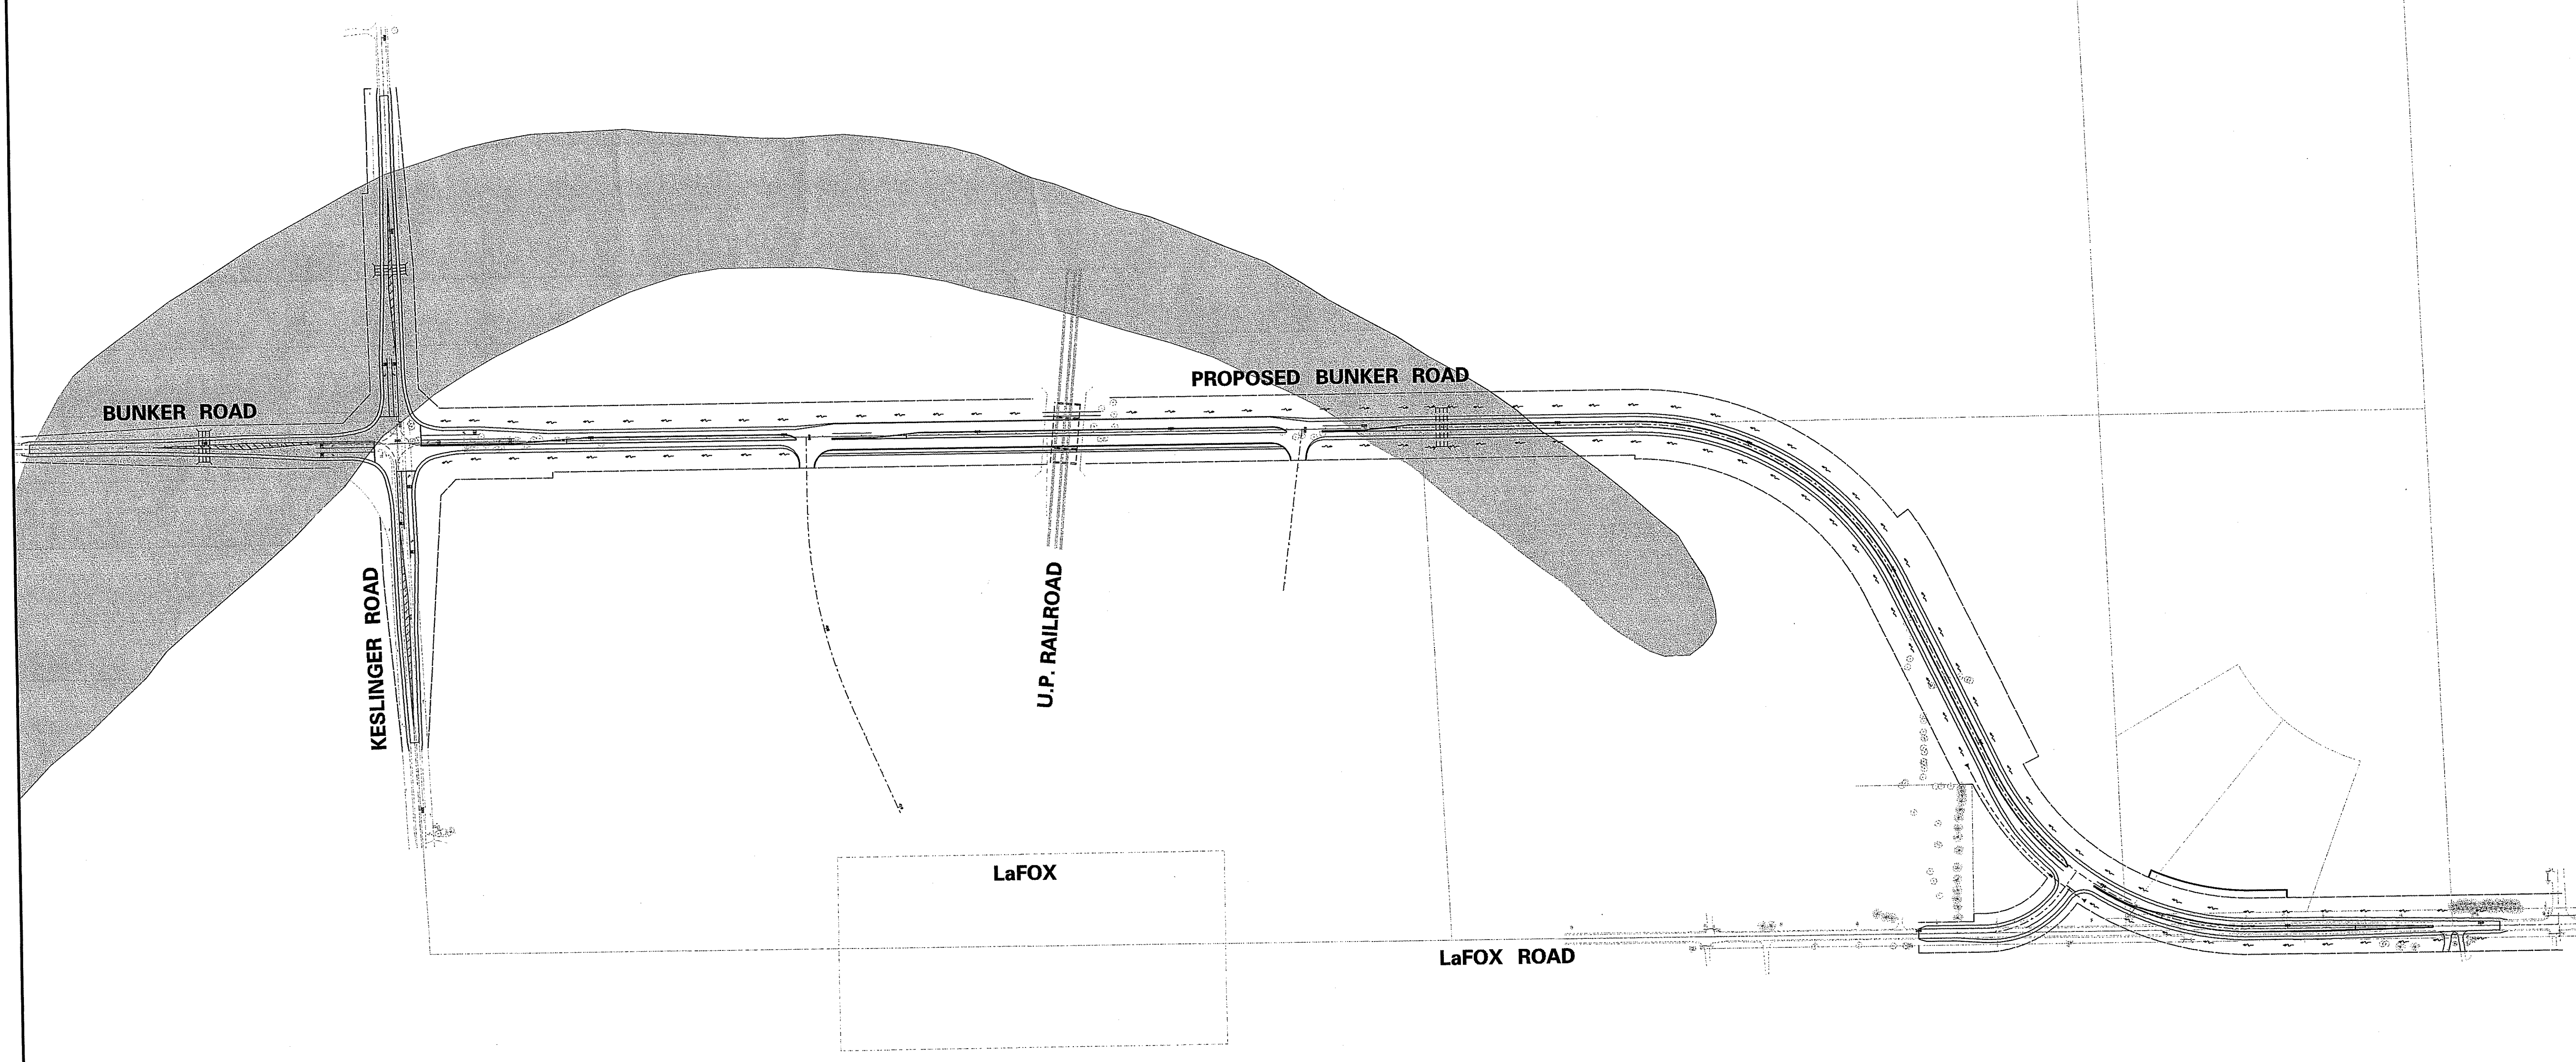 PROPOSED BUNKER ROAD
BUNKER ROAD
KESLINGER ROAD
U.P. RAILROAD
LaFOX
LaFOX ROAD